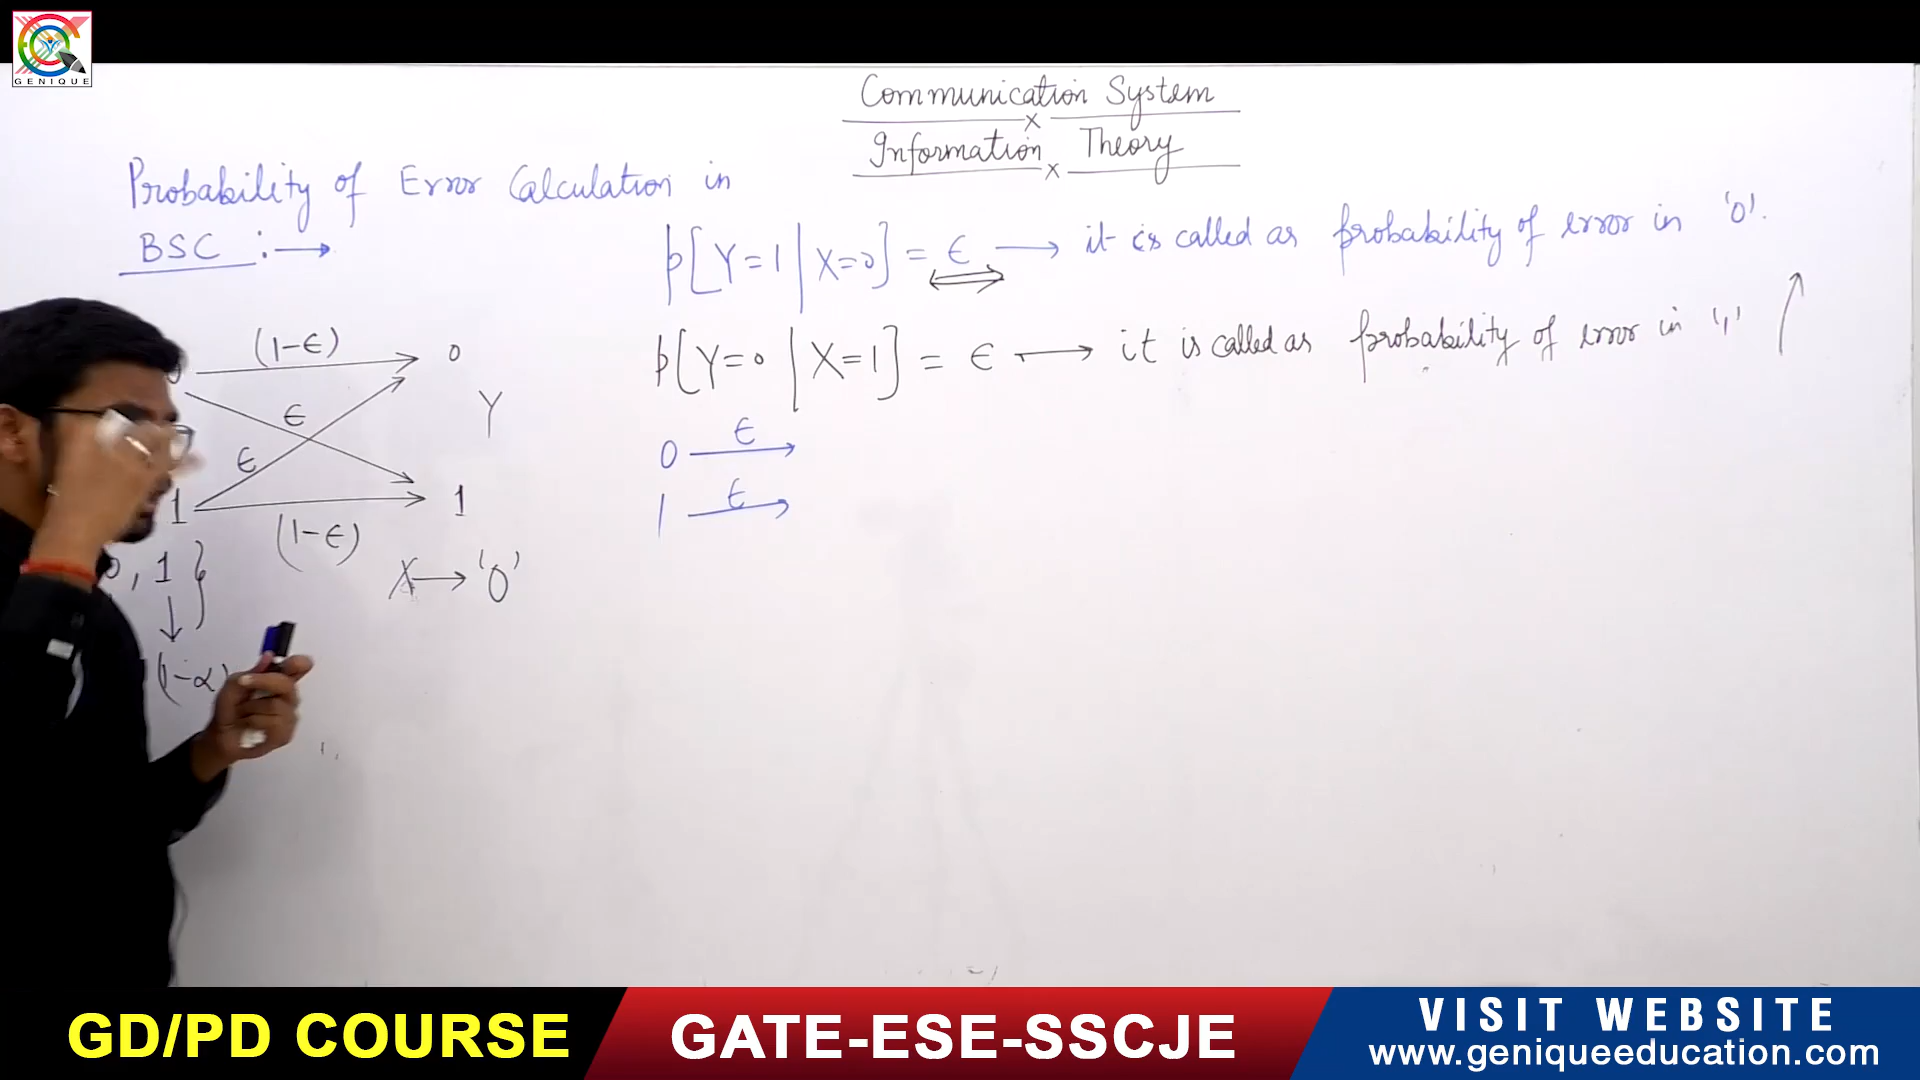 GENIQUE
Communication System
x
Information Theory
x
Probability of Error Calculation in
BSC :→
p[Y=1 | X=0] = ϵ → it is called as probability of error in '0'.
p[Y=0 | X=1] = ϵ → it is called as probability of error in '1'
(1-ϵ)
0
ϵ
Y
ϵ
1
1
(1-ϵ)
0 ϵ →
1 ϵ →
, 1 }
X → '0'
(1-α)
GD/PD COURSE
GATE-ESE-SSCJE
VISIT WEBSITE
www.geniqueeducation.com